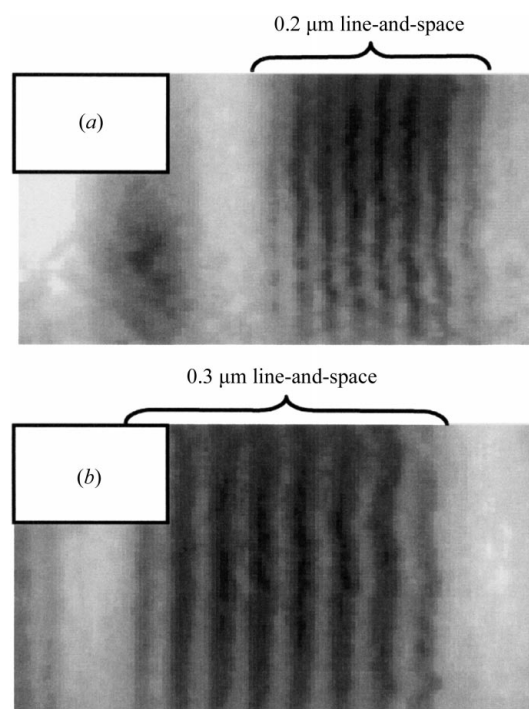 0.2 μm line-and-space
(a)
0.3 μm line-and-space
(b)